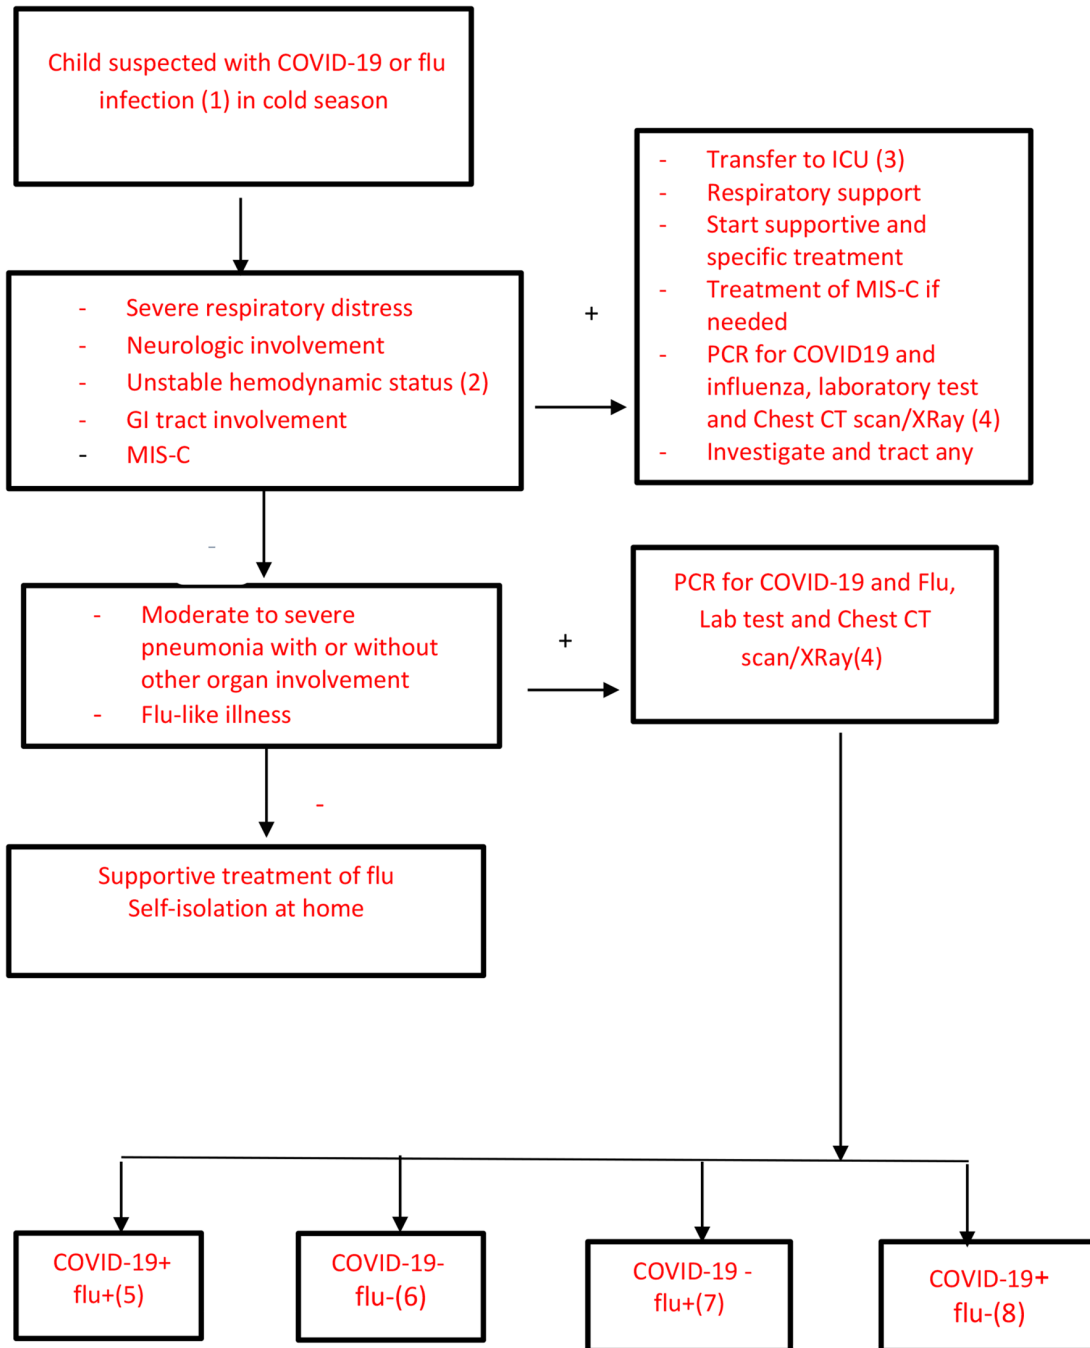 Child suspected with COVID-19 or flu
infection (1) in cold season
- Transfer to ICU (3)
- Respiratory support
- Start supportive and
specific treatment
- Treatment of MIS-C if
needed
- PCR for COVID19 and
influenza, laboratory test
and Chest CT scan/XRay (4)
- Investigate and tract any
- Severe respiratory distress
- Neurologic involvement
- Unstable hemodynamic status (2)
- GI tract involvement
- MIS-C
+
-
- Moderate to severe
pneumonia with or without
other organ involvement
- Flu-like illness
+
PCR for COVID-19 and Flu,
Lab test and Chest CT
scan/XRay(4)
-
Supportive treatment of flu
Self-isolation at home
COVID-19+
flu+(5)
COVID-19-
flu-(6)
COVID-19 -
flu+(7)
COVID-19+
flu-(8)